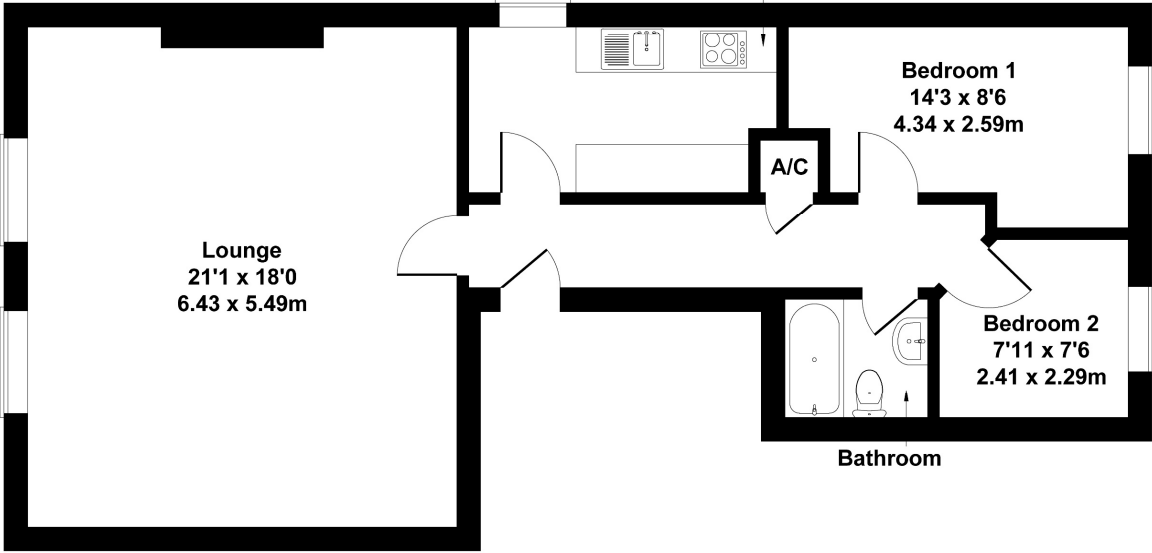 Bedroom 1
14'3 x 8'6
4.34 x 2.59m
A/C
Lounge
21'1 x 18'0
6.43 x 5.49m
Bedroom 2
7'11 x 7'6
2.41 x 2.29m
Bathroom